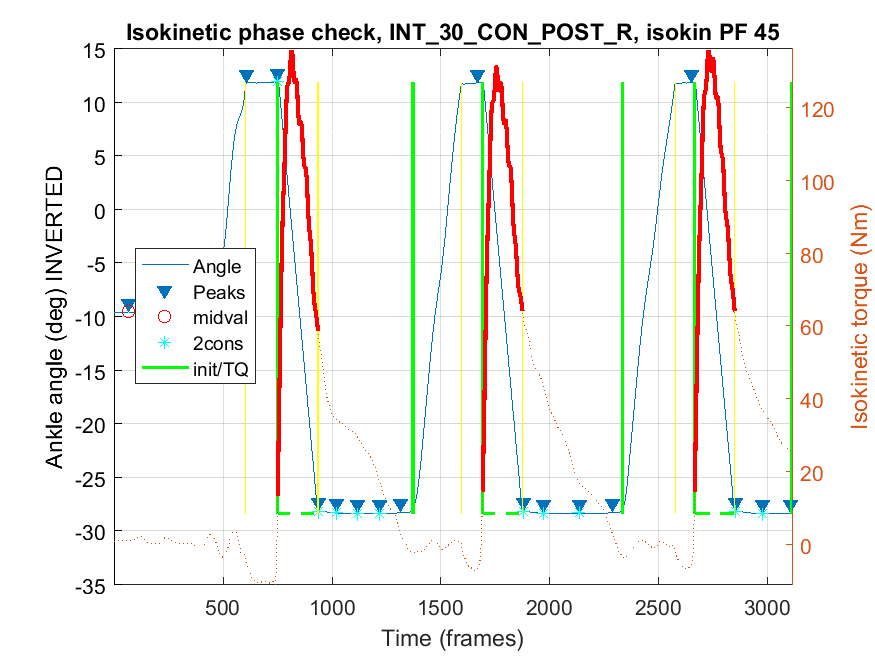 Isokinetic phase check, INT_30_CON_POST_R, isokin PF 45
Ankle angle (deg) INVERTED
15
10
5
0
-5
-10
-15
-20
-25
-30
-35
Angle
Peaks
midval
2cons
init/TQ
500
1000
1500
2000
2500
3000
Time (frames)
120
100
80
60
40
20
0
Isokinetic torque (Nm)